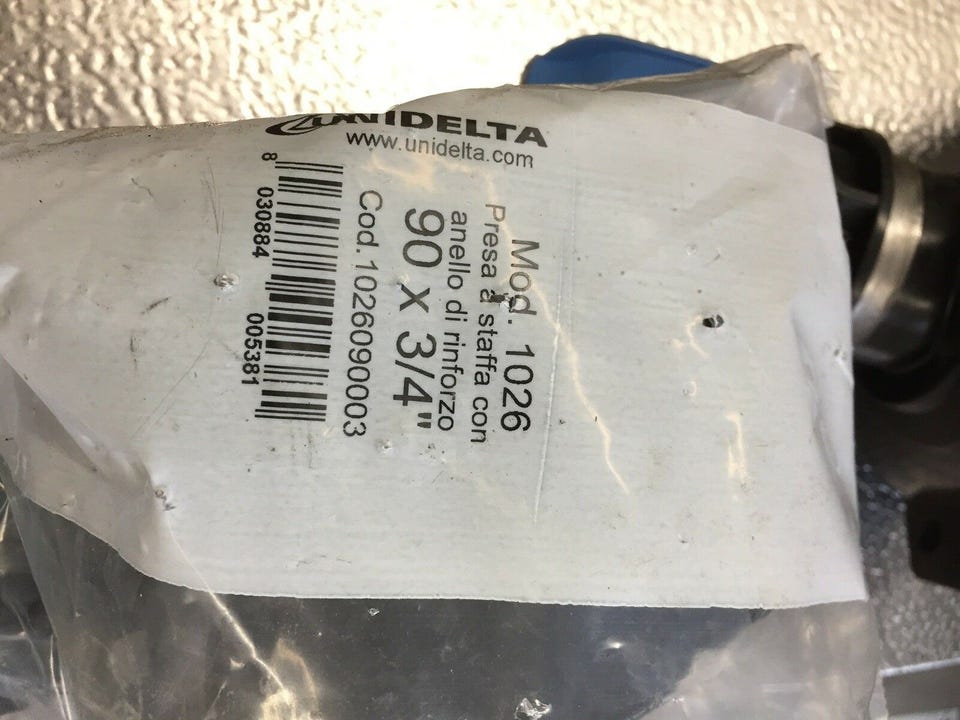 UNIDELTA
www.unidelta.com
Mod. 1026
Presa a staffa con
anello di rinforzo
90 x 3/4"
Cod. 1026090003
8 030884 005381